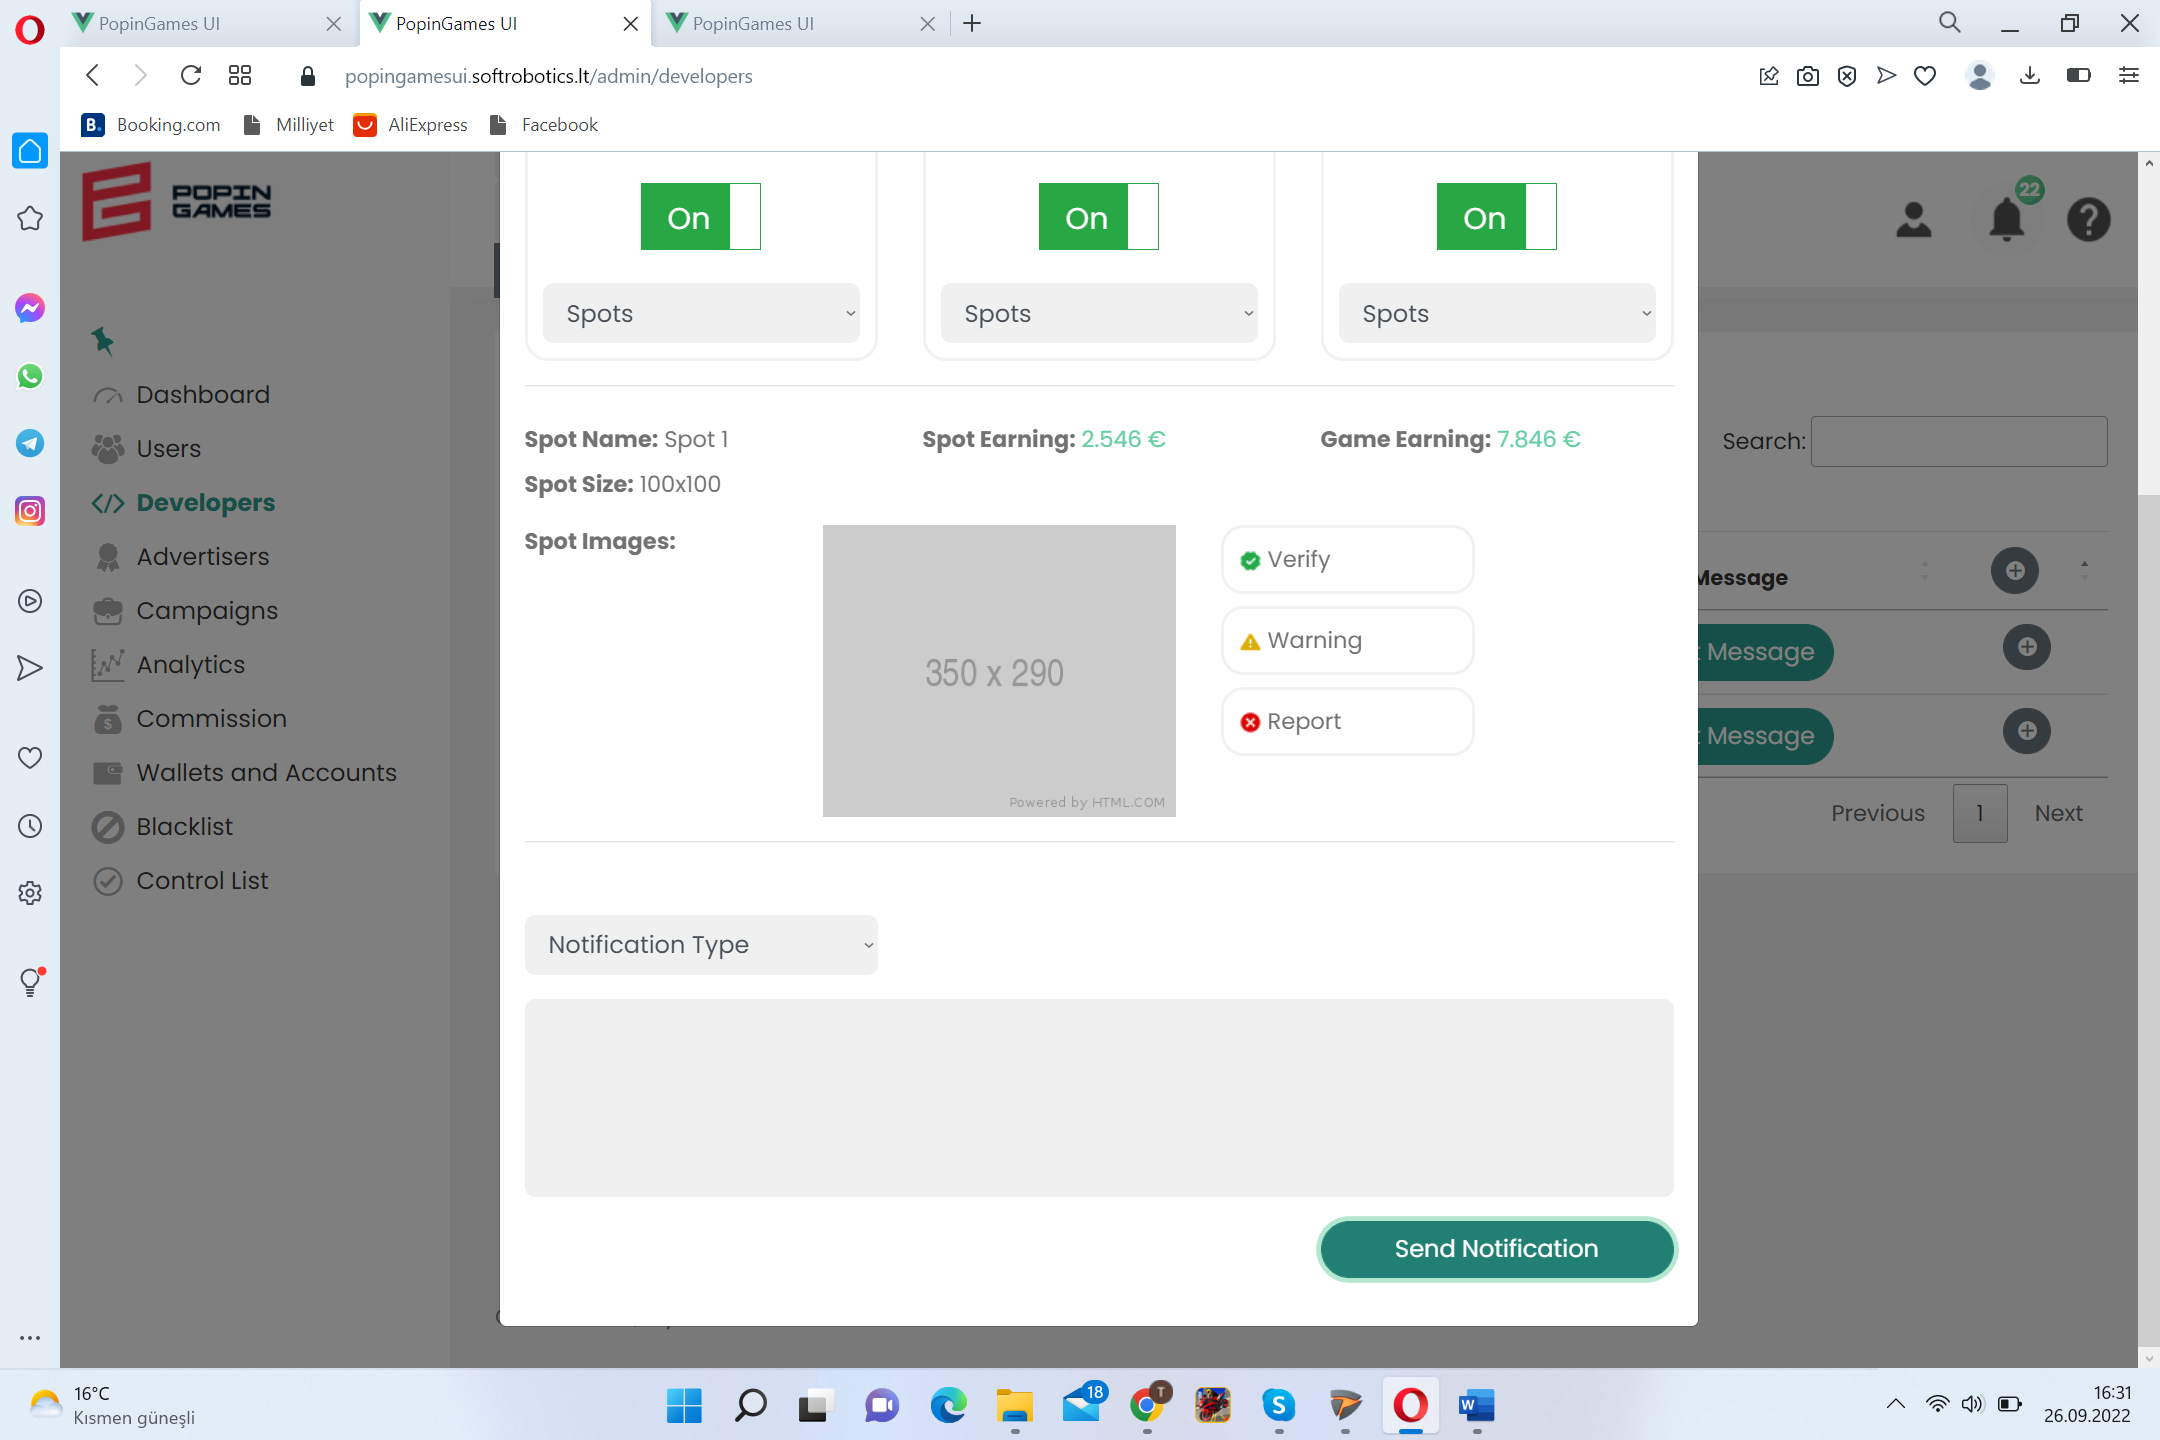 PopinGames UI
PopinGames UI
PopinGames UI
popingamesui.softrobotics.lt/admin/developers
Booking.com
Milliyet
AliExpress
Facebook
POPIN
GAMES
22
On
On
On
Spots
Spots
Spots
Dashboard
Users
Developers
Advertisers
Campaigns
Analytics
Commission
Wallets and Accounts
Blacklist
Control List
Spot Name: Spot 1
Spot Earning: 2.546 €
Game Earning: 7.846 €
Spot Size: 100x100
Spot Images:
350 x 290
Powered by HTML.COM
Verify
Warning
Report
Search:
Message
Message
Message
Previous
1
Next
Notification Type
Send Notification
16°C
Kısmen güneşli
18
T
16:31
26.09.2022